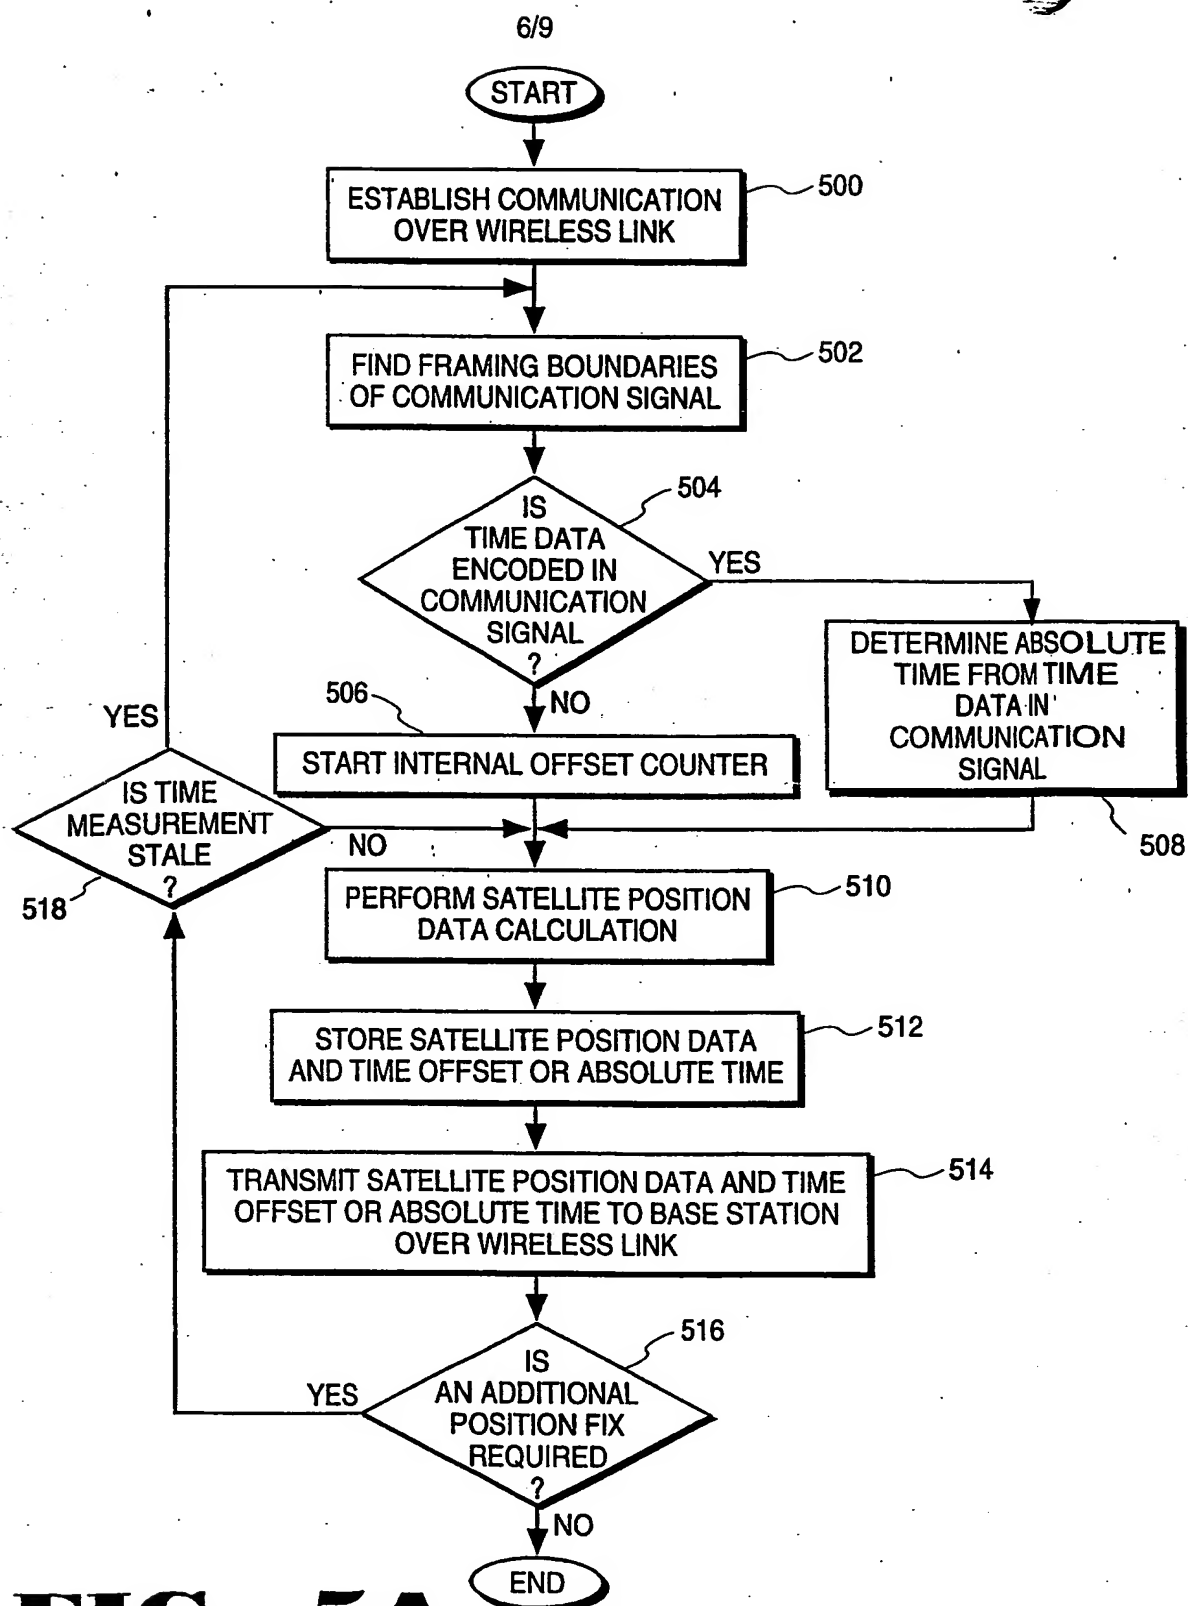 6/9
START
ESTABLISH COMMUNICATION
OVER WIRELESS LINK
500
FIND FRAMING BOUNDARIES
OF COMMUNICATION SIGNAL
502
IS
TIME DATA
ENCODED IN
COMMUNICATION
SIGNAL
?
504
YES
NO
506
START INTERNAL OFFSET COUNTER
DETERMINE ABSOLUTE
TIME FROM TIME
DATA IN
COMMUNICATION
SIGNAL
508
YES
IS TIME
MEASUREMENT
STALE
?
518
NO
PERFORM SATELLITE POSITION
DATA CALCULATION
510
STORE SATELLITE POSITION DATA
AND TIME OFFSET OR ABSOLUTE TIME
512
TRANSMIT SATELLITE POSITION DATA AND TIME
OFFSET OR ABSOLUTE TIME TO BASE STATION
OVER WIRELESS LINK
514
IS
AN ADDITIONAL
POSITION FIX
REQUIRED
?
516
YES
NO
END
FIG. 5A